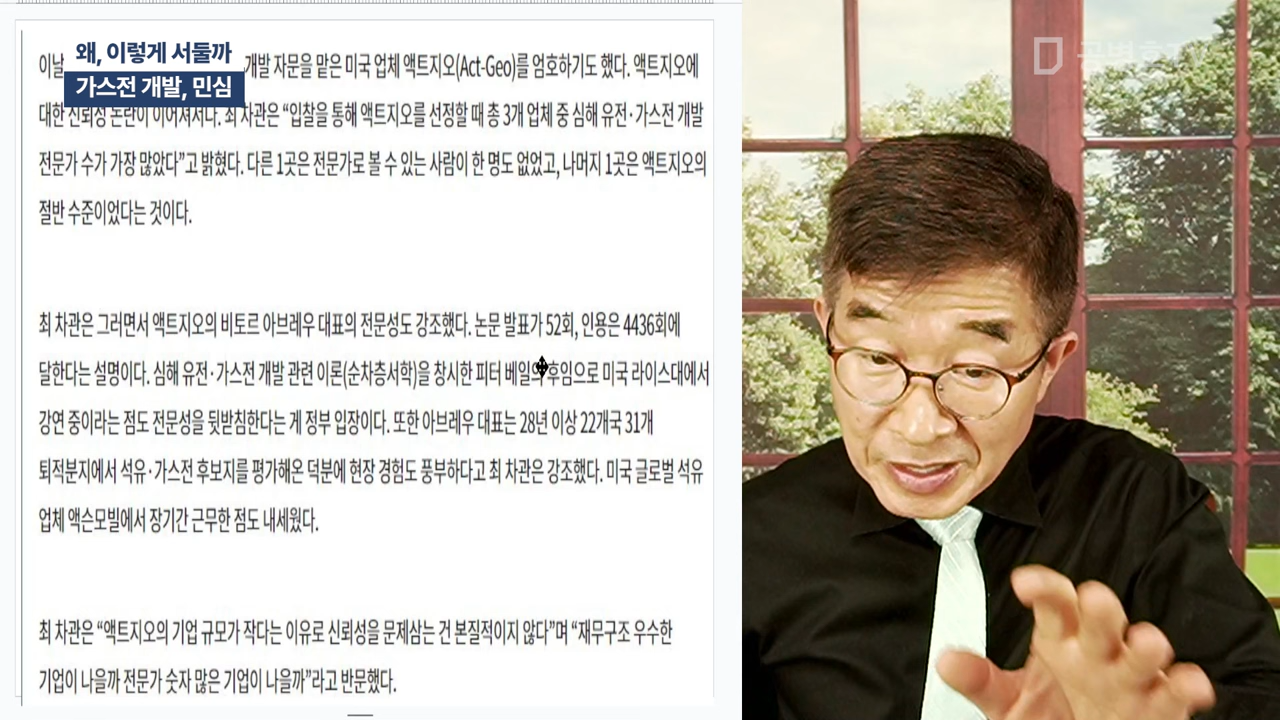 왜, 이렇게 서둘까
가스전 개발, 민심
이날 개발 자문을 맡은 미국 업체 액트지오(Act-Geo)를 엄호하기도 했다. 액트지오에
대한 신뢰성 논란이 이어져서다. 최 차관은 “입찰을 통해 액트지오를 선정할 때 총 3개 업체 중 심해 유전·가스전 개발
전문가 수가 가장 많았다”고 밝혔다. 다른 1곳은 전문가로 볼 수 있는 사람이 한 명도 없었고, 나머지 1곳은 액트지오의
절반 수준이었다는 것이다.
최 차관은 그러면서 액트지오의 비토르 아브레우 대표의 전문성도 강조했다. 논문 발표가 52회, 인용은 4436회에
달한다는 설명이다. 심해 유전·가스전 개발 관련 이론(순차층서학)을 창시한 피터 베일의 후임으로 미국 라이스대에서
강연 중이라는 점도 전문성을 뒷받침한다는 게 정부 입장이다. 또한 아브레우 대표는 28년 이상 22개국 31개
퇴적분지에서 석유·가스전 후보지를 평가해온 덕분에 현장 경험도 풍부하다고 최 차관은 강조했다. 미국 글로벌 석유
업체 액슨모빌에서 장기간 근무한 점도 내세웠다.
최 차관은 “액트지오의 기업 규모가 작다는 이유로 신뢰성을 문제삼는 건 본질적이지 않다”며 “재무구조 우수한
기업이 나을까 전문가 숫자 많은 기업이 나을까”라고 반문했다.